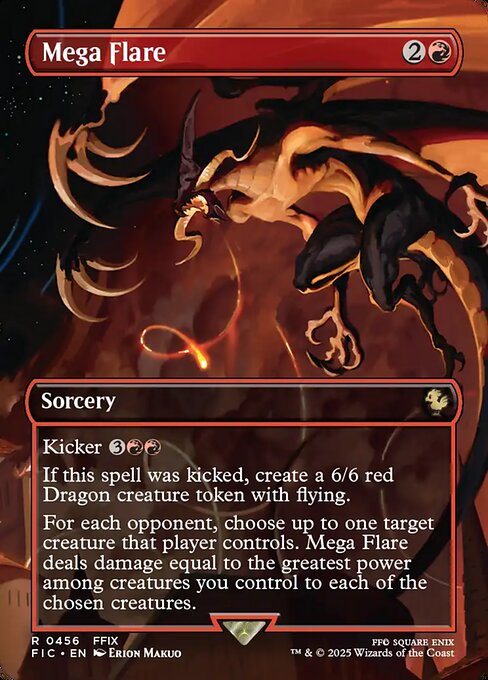 Mega Flare 2
Sorcery
Kicker 3
If this spell was kicked, create a 6/6 red
Dragon creature token with flying.
For each opponent, choose up to one target
creature that player controls. Mega Flare
deals damage equal to the greatest power
among creatures you control to each of the
chosen creatures.
R 0456 FFIX
FIC • EN Erion Makuo
FF© SQUARE ENIX
™ & © 2025 Wizards of the Coast